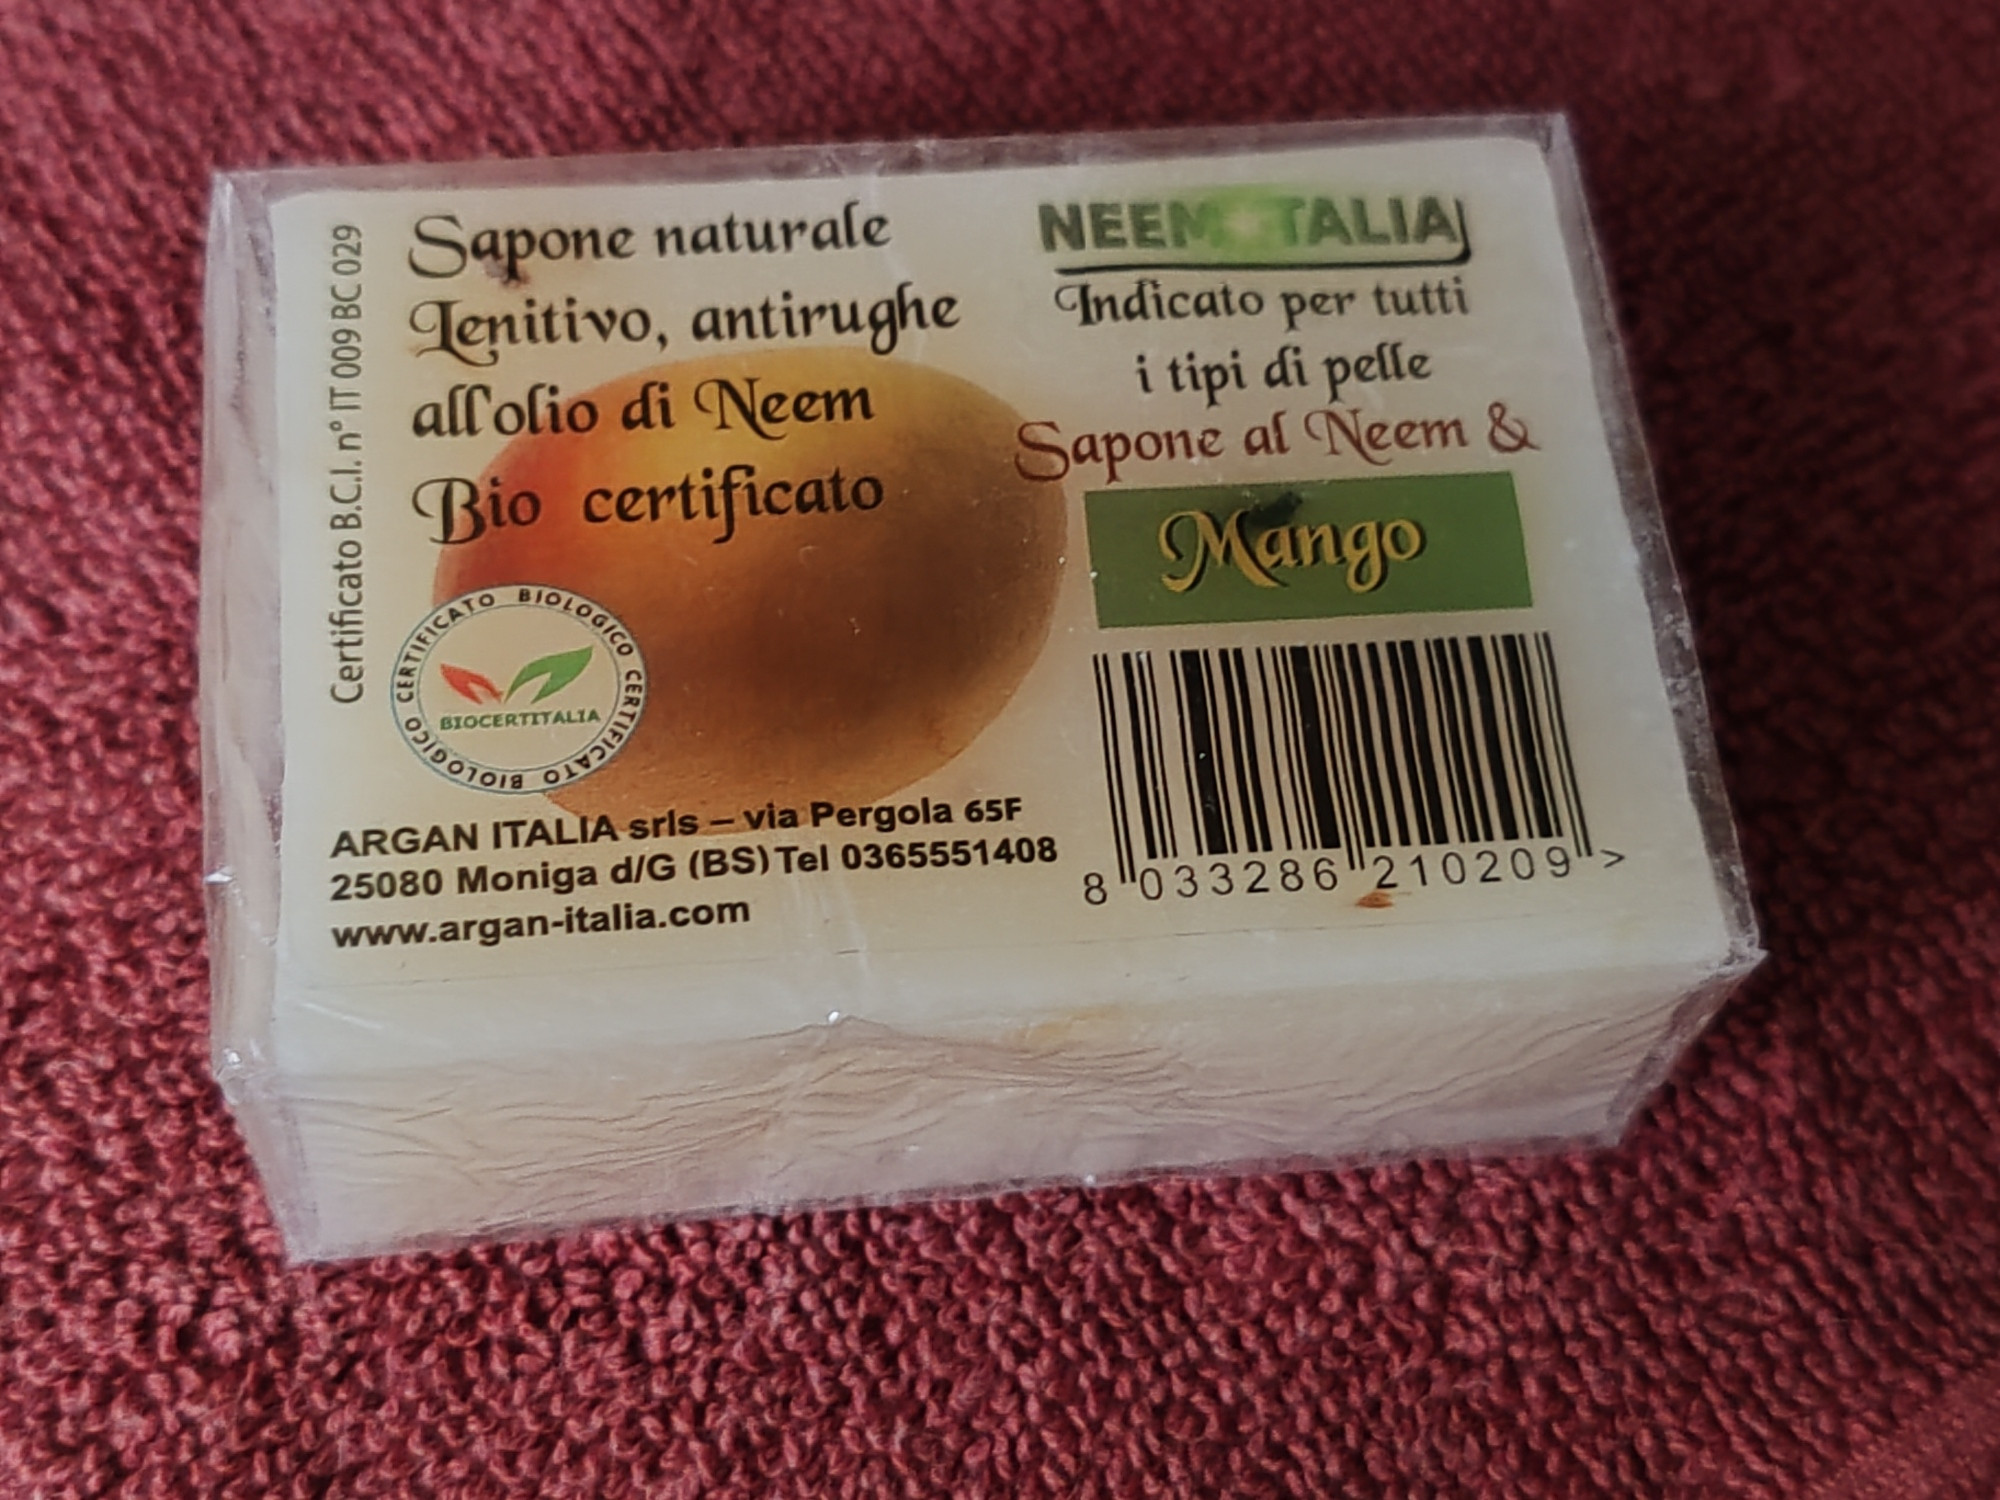 Certificato B.C.I. n° IT 009 BC 029
Sapone naturale
Lenitivo, antirughe
all'olio di Neem
Bio certificato
CERTIFICATO BIOLOGICO CERTIFICATO BIOLOGICO
BIOCERTITALIA
ARGAN ITALIA srls – via Pergola 65F
25080 Moniga d/G (BS) Tel 0365551408
www.argan-italia.com
NEEM ITALIA
Indicato per tutti
i tipi di pelle
Sapone al Neem &
Mango
8 033286 210209 >